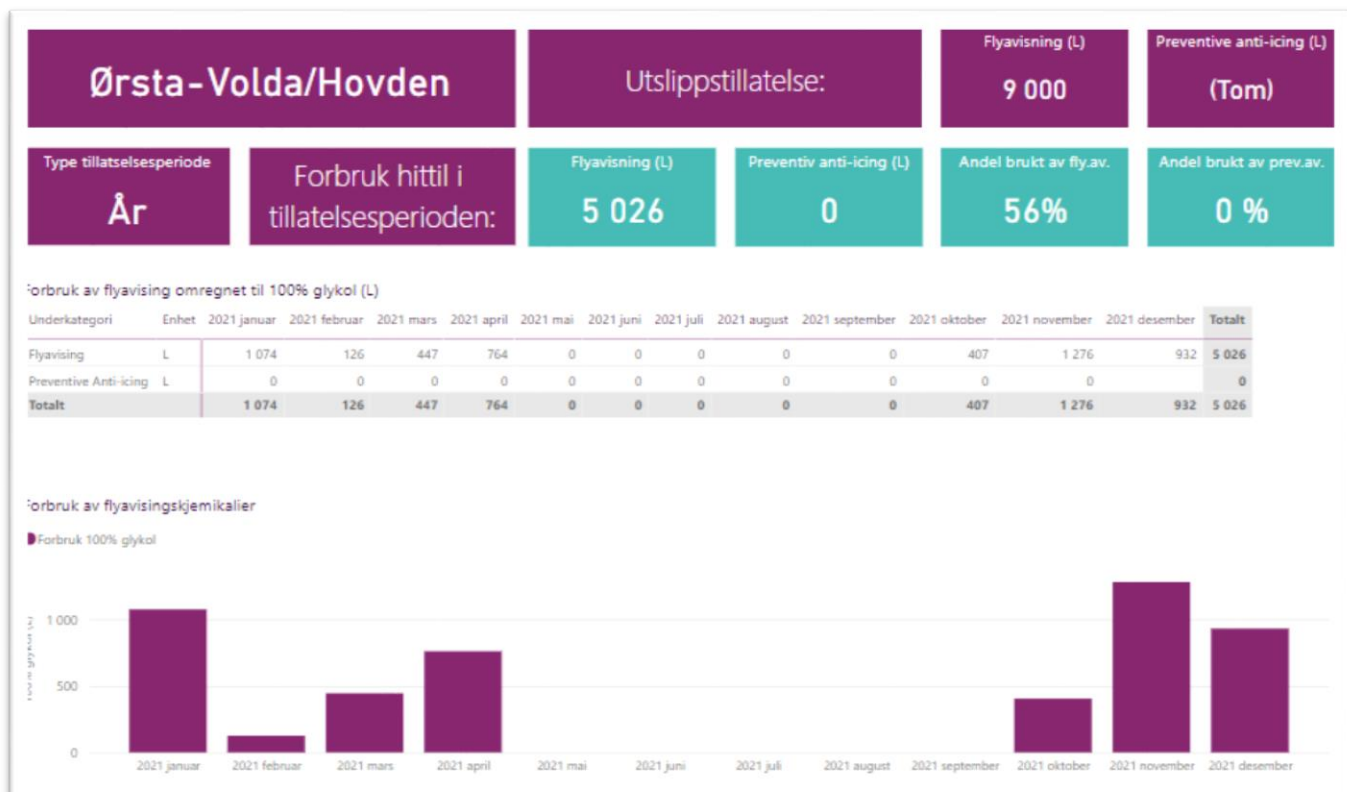 Ørsta-Volda/Hovden
Utslippstillatelse:
Flyavisning (L)
9 000
Preventive anti-icing (L)
(Tom)
Type tillatselsesperiode
År
Forbruk hittil i
tillatelsesperioden:
Flyavisning (L)
5 026
Preventiv anti-icing (L)
0
Andel brukt av fly.av.
56%
Andel brukt av prev.av.
0 %
Forbruk av flyavising omregnet til 100% glykol (L)
Underkategori Enhet 2021 januar 2021 februar 2021 mars 2021 april 2021 mai 2021 juni 2021 juli 2021 august 2021 september 2021 oktober 2021 november 2021 desember Totalt
Flyavising L 1 074 126 447 764 0 0 0 0 0 407 1 276 932 5 026
Preventive Anti-icing L 0 0 0 0 0 0 0 0 0 0 0 0
Totalt 1 074 126 447 764 0 0 0 0 0 407 1 276 932 5 026
Forbruk av flyavisingskjemikalier
Forbruk 100% glykol
100% glykol (L)
1 000
500
0
2021 januar 2021 februar 2021 mars 2021 april 2021 mai 2021 juni 2021 juli 2021 august 2021 september 2021 oktober 2021 november 2021 desember